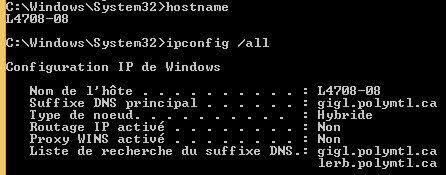 C:\Windows\System32>hostname
L4708-08
C:\Windows\System32>ipconfig /all
Configuration IP de Windows
Nom de l'hôte . . . . . . . . . . : L4708-08
Suffixe DNS principal . . . . . . : gigl.polymtl.ca
Type de noeud. . . . . . . . . . : Hybride
Routage IP activé . . . . . . . . : Non
Proxy WINS activé . . . . . . . . : Non
Liste de recherche du suffixe DNS.: gigl.polymtl.ca
lerb.polymtl.ca